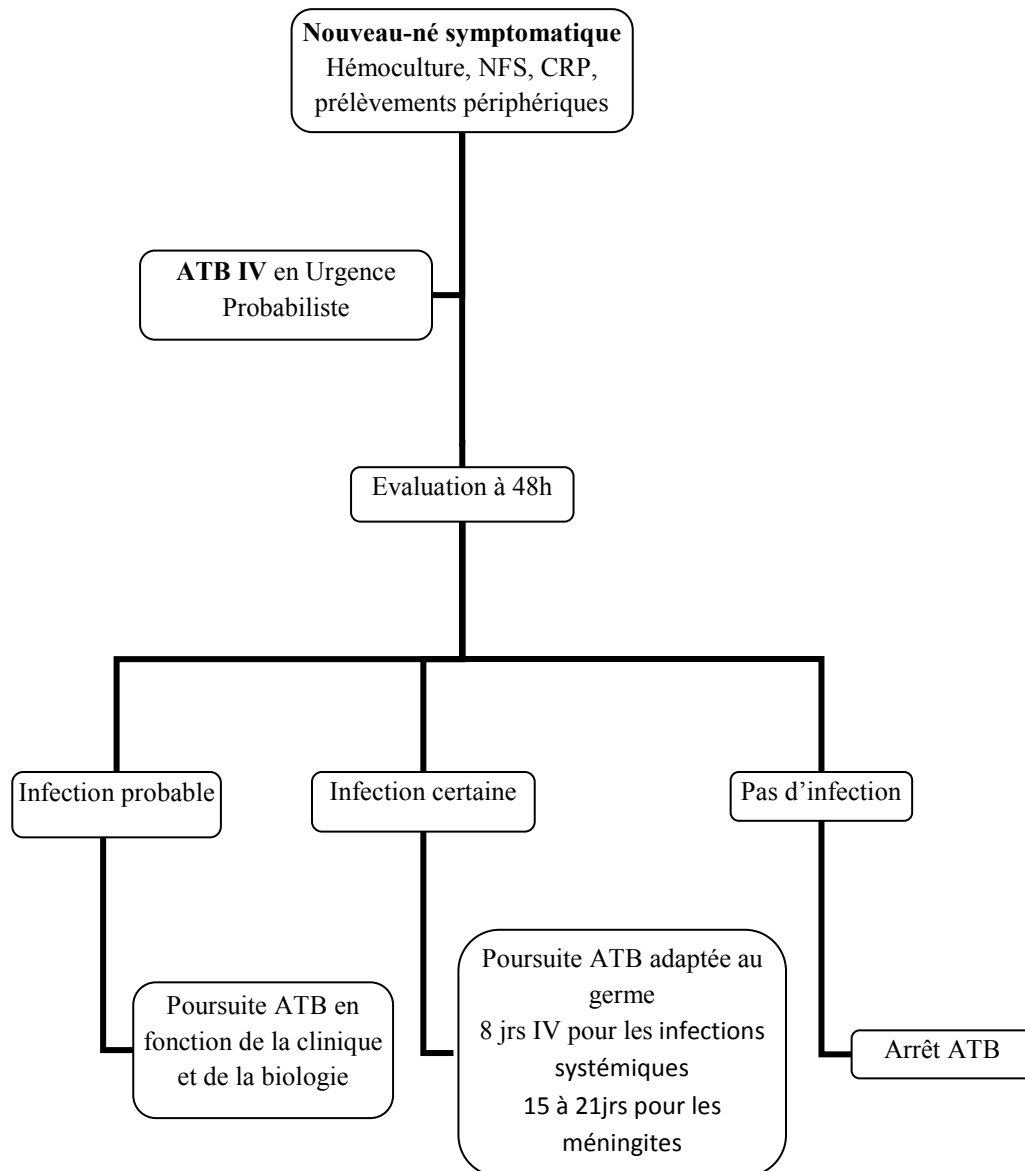 Nouveau-né symptomatique
Hémoculture, NFS, CRP,
prélèvements périphériques
ATB IV en Urgence
Probabiliste
Evaluation à 48h
Infection probable
Infection certaine
Pas d’infection
Poursuite ATB en
fonction de la clinique
et de la biologie
Poursuite ATB adaptée au
germe
8 jrs IV pour les infections
systémiques
15 à 21jrs pour les
méningites
Arrêt ATB